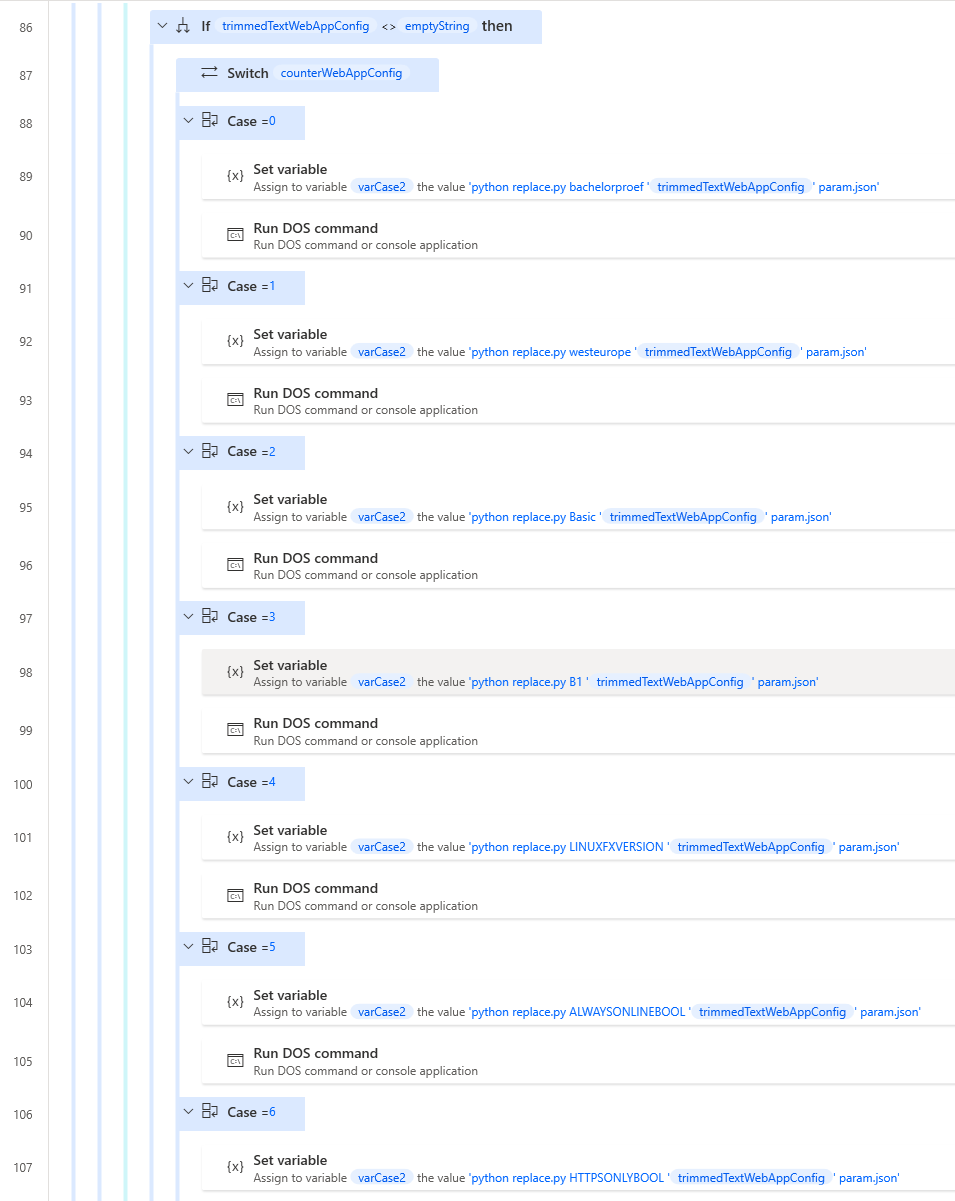 86 If trimmedTextWebAppConfig <> emptyString then
87 Switch counterWebAppConfig
88 Case =0
89 {x} Set variable
Assign to variable varCase2 the value 'python replace.py bachelorproef ' trimmedTextWebAppConfig ' param.json'
90 Run DOS command
Run DOS command or console application
91 Case =1
92 {x} Set variable
Assign to variable varCase2 the value 'python replace.py westeurope ' trimmedTextWebAppConfig ' param.json'
93 Run DOS command
Run DOS command or console application
94 Case =2
95 {x} Set variable
Assign to variable varCase2 the value 'python replace.py Basic ' trimmedTextWebAppConfig ' param.json'
96 Run DOS command
Run DOS command or console application
97 Case =3
98 {x} Set variable
Assign to variable varCase2 the value 'python replace.py B1 ' trimmedTextWebAppConfig ' param.json'
99 Run DOS command
Run DOS command or console application
100 Case =4
101 {x} Set variable
Assign to variable varCase2 the value 'python replace.py LINUXFXVERSION ' trimmedTextWebAppConfig ' param.json'
102 Run DOS command
Run DOS command or console application
103 Case =5
104 {x} Set variable
Assign to variable varCase2 the value 'python replace.py ALWAYSONLINEBOOL ' trimmedTextWebAppConfig ' param.json'
105 Run DOS command
Run DOS command or console application
106 Case =6
107 {x} Set variable
Assign to variable varCase2 the value 'python replace.py HTTPSONLYBOOL ' trimmedTextWebAppConfig ' param.json'